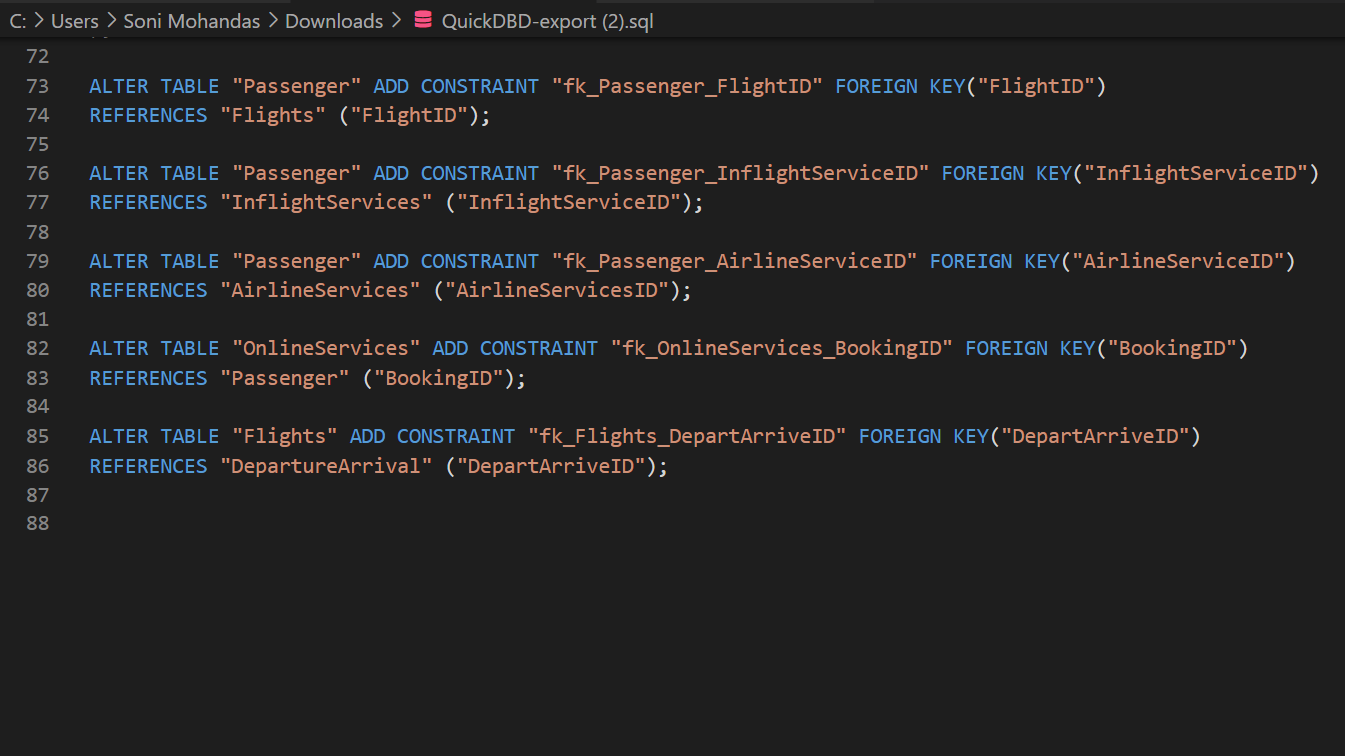 C: > Users > Soni Mohandas > Downloads > QuickDBD-export (2).sql
72
73 ALTER TABLE "Passenger" ADD CONSTRAINT "fk_Passenger_FlightID" FOREIGN KEY("FlightID")
74 REFERENCES "Flights" ("FlightID");
75
76 ALTER TABLE "Passenger" ADD CONSTRAINT "fk_Passenger_InflightServiceID" FOREIGN KEY("InflightServiceID")
77 REFERENCES "InflightServices" ("InflightServiceID");
78
79 ALTER TABLE "Passenger" ADD CONSTRAINT "fk_Passenger_AirlineServiceID" FOREIGN KEY("AirlineServiceID")
80 REFERENCES "AirlineServices" ("AirlineServicesID");
81
82 ALTER TABLE "OnlineServices" ADD CONSTRAINT "fk_OnlineServices_BookingID" FOREIGN KEY("BookingID")
83 REFERENCES "Passenger" ("BookingID");
84
85 ALTER TABLE "Flights" ADD CONSTRAINT "fk_Flights_DepartArriveID" FOREIGN KEY("DepartArriveID")
86 REFERENCES "DepartureArrival" ("DepartArriveID");
87
88